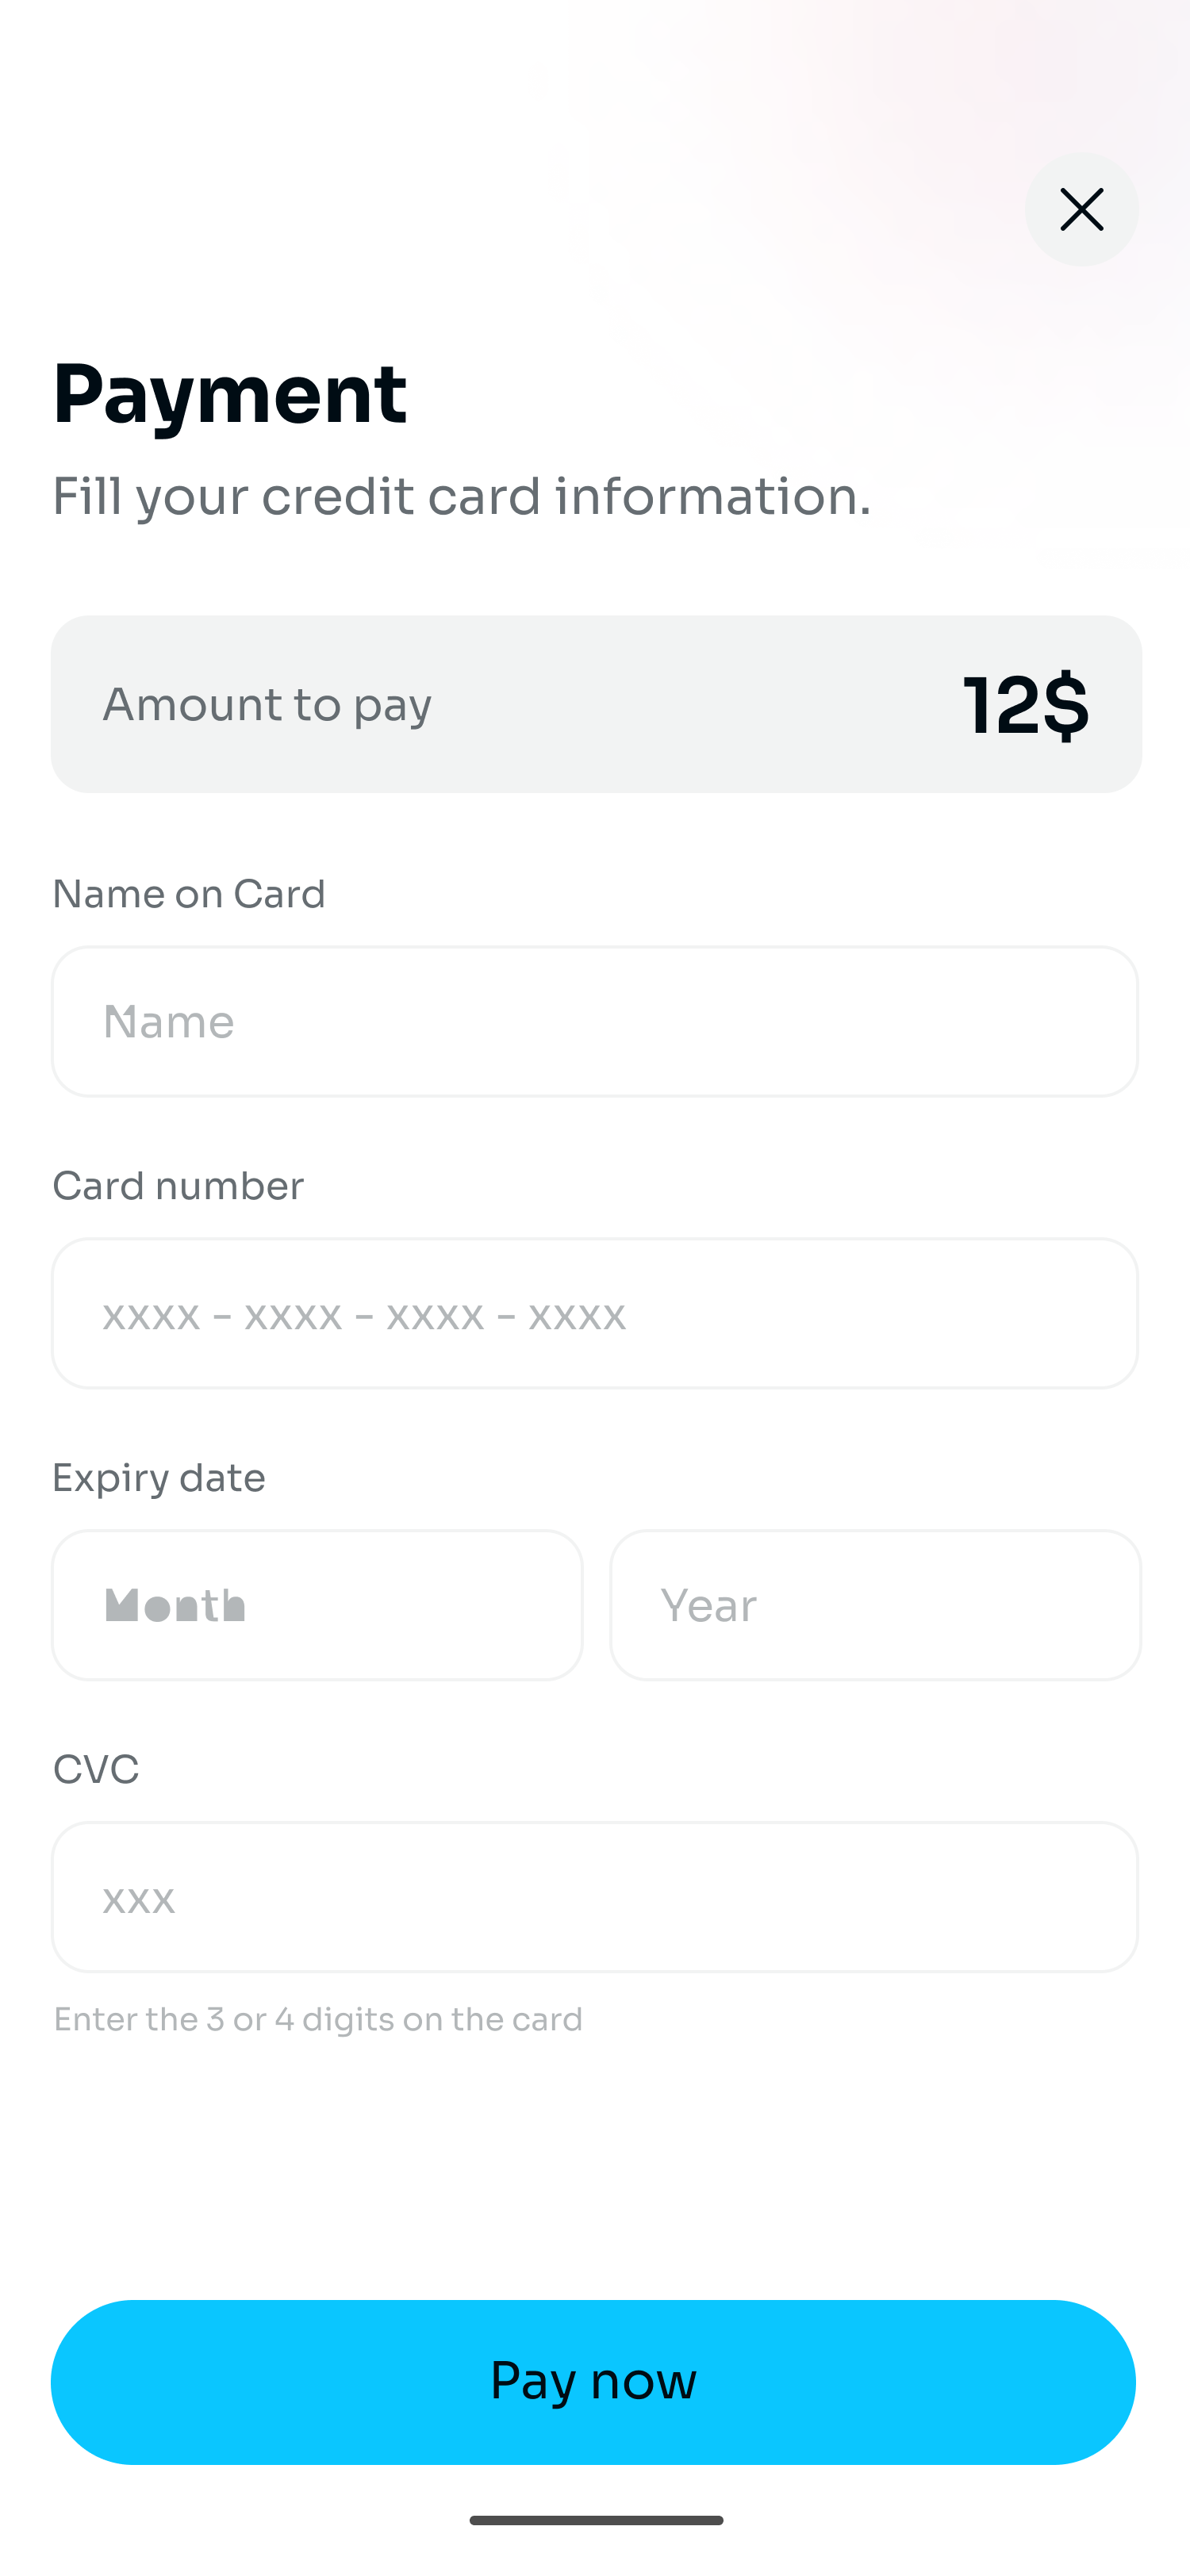 Payment
Fill your credit card information.
Amount to pay 12$
Name on Card
Name
Card number
xxxx - xxxx - xxxx - xxxx
Expiry date
Month Year
CVC
xxx
Enter the 3 or 4 digits on the card
Pay now